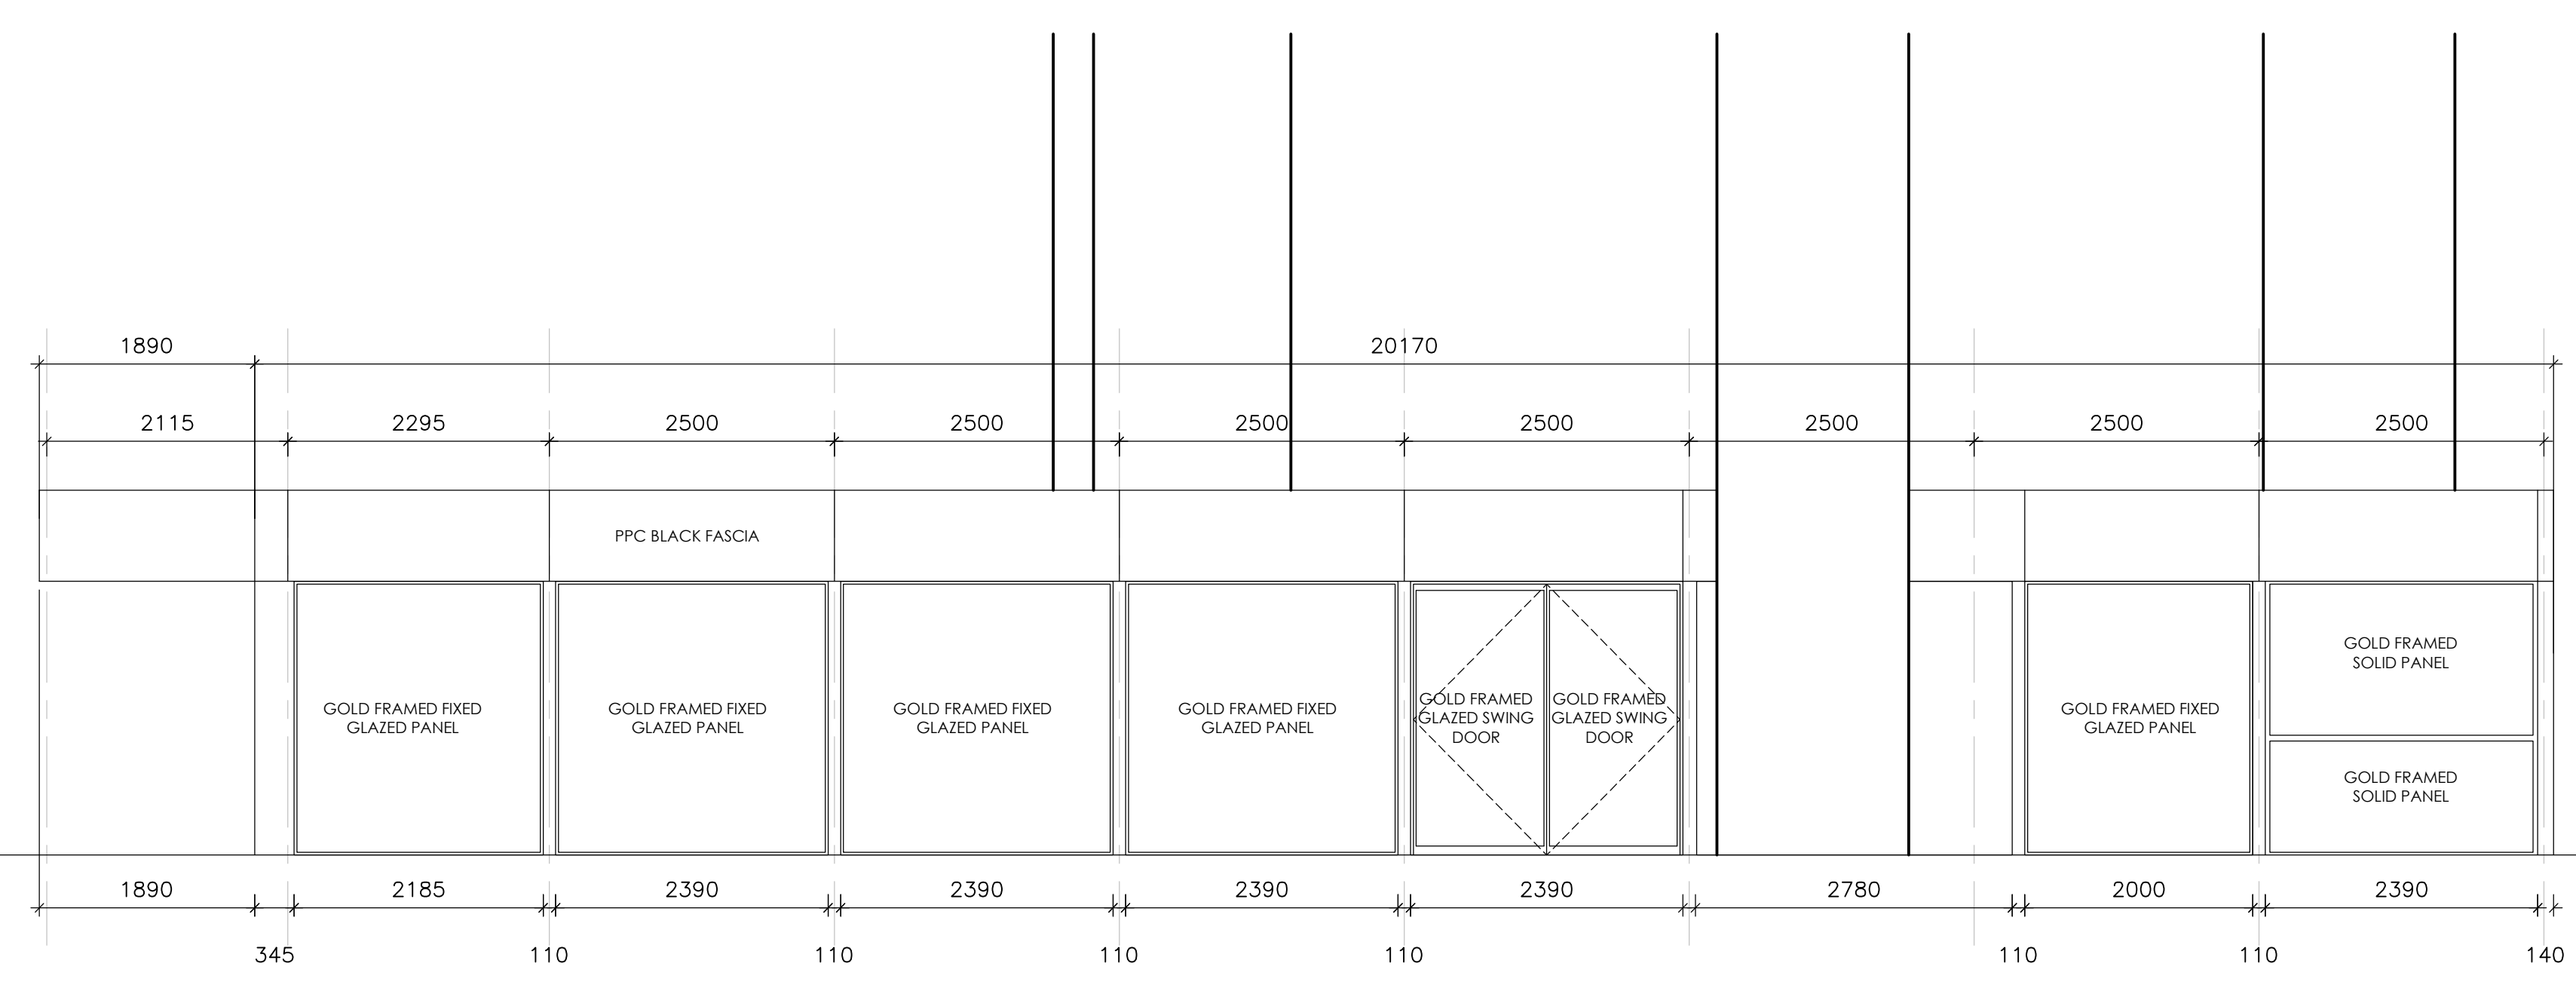 1890 20170
2115 2295 2500 2500 2500 2500 2500 2500 2500
PPC BLACK FASCIA
GOLD FRAMED FIXED
GLAZED PANEL
GOLD FRAMED FIXED
GLAZED PANEL
GOLD FRAMED FIXED
GLAZED PANEL
GOLD FRAMED FIXED
GLAZED PANEL
GOLD FRAMED
GLAZED SWING
DOOR
GOLD FRAMED
GLAZED SWING
DOOR
GOLD FRAMED FIXED
GLAZED PANEL
GOLD FRAMED
SOLID PANEL
GOLD FRAMED
SOLID PANEL
1890 2185 2390 2390 2390 2390 2780 2000 2390
345 110 110 110 110 110 110 140